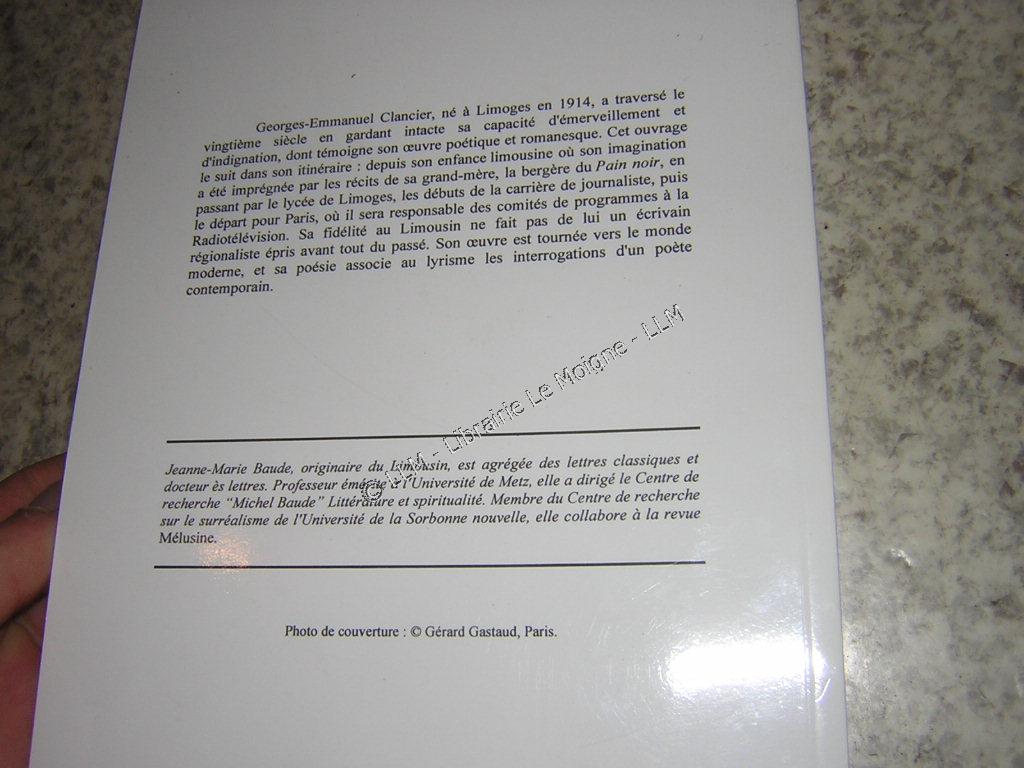 Georges-Emmanuel Clancier, né à Limoges en 1914, a traversé le
vingtième siècle en gardant intacte sa capacité d'émerveillement et
d'indignation, dont témoigne son œuvre poétique et romanesque. Cet ouvrage
le suit dans son itinéraire : depuis son enfance limousine où son imagination
a été imprégnée par les récits de sa grand-mère, la bergère du Pain noir, en
passant par le lycée de Limoges, les débuts de la carrière de journaliste, puis
le départ pour Paris, où il sera responsable des comités de programmes à la
Radiotélévision. Sa fidélité au Limousin ne fait pas de lui un écrivain
régionaliste épris avant tout du passé. Son œuvre est tournée vers le monde
moderne, et sa poésie associe au lyrisme les interrogations d'un poète
contemporain.
© LLM - Librairie Le Moigne - LLM
Jeanne-Marie Baude, originaire du Limousin, est agrégée des lettres classiques et
docteur ès lettres. Professeur émérite à l'Université de Metz, elle a dirigé le Centre de
recherche “Michel Baude” Littérature et spiritualité. Membre du Centre de recherche
sur le surréalisme de l'Université de la Sorbonne nouvelle, elle collabore à la revue
Mélusine.
Photo de couverture : © Gérard Gastaud, Paris.